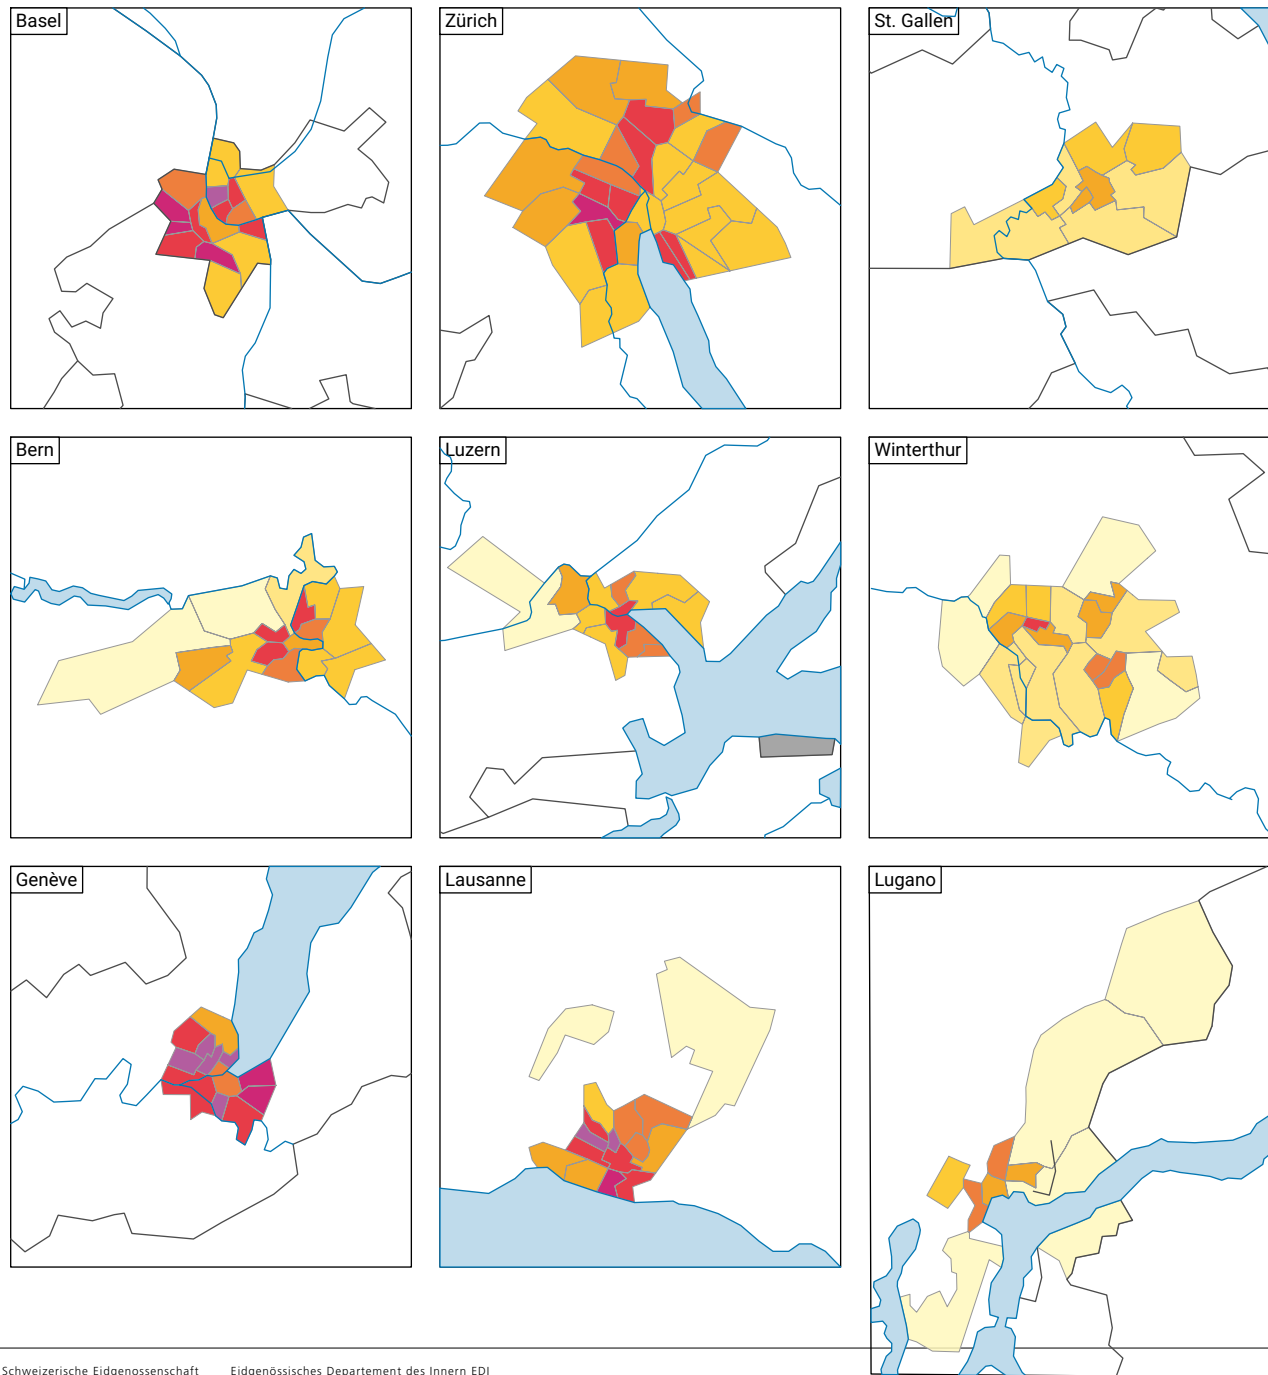 Basel
Zürich
St. Gallen
Bern
Luzern
Winterthur
Genève
Lausanne
Lugano
Schweizerische Eidgenossenschaft Eidgenössisches Departement des Innern EDI